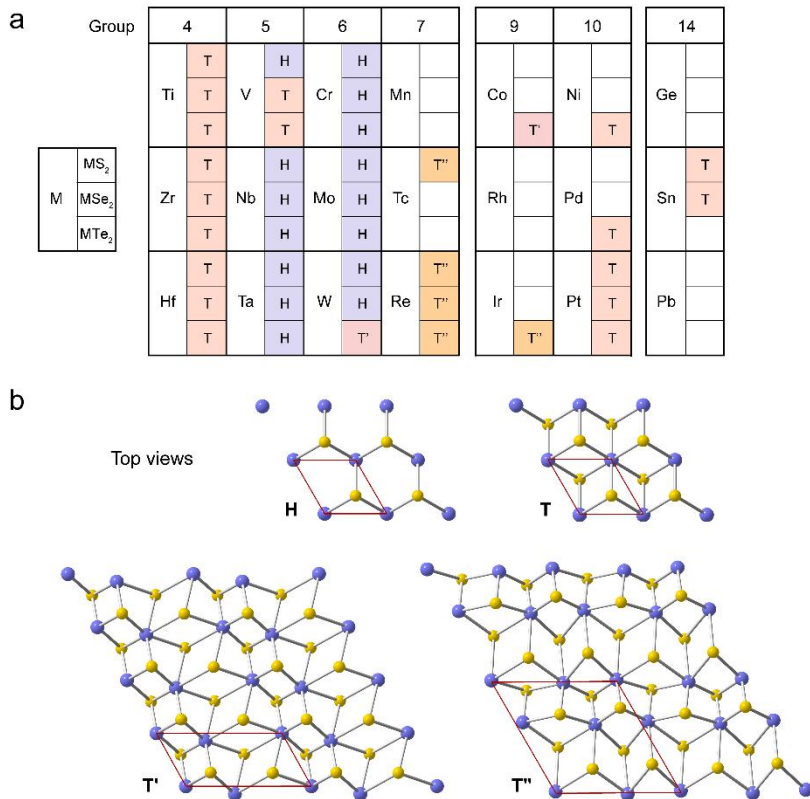 a
Group 4 5 6 7 9 10 14
T H H
Ti T V T Cr H Mn Co Ni Ge
T T H T' T
MS2 T H H T'' T
M MSe2 Zr T Nb H Mo H Tc Rh Pd Sn T
MTe2 T H H T
T H H T'' T
Hf T Ta H W H Re T'' Ir Pt T Pb
T H T' T'' T'' T
b
Top views
H T
T' T''